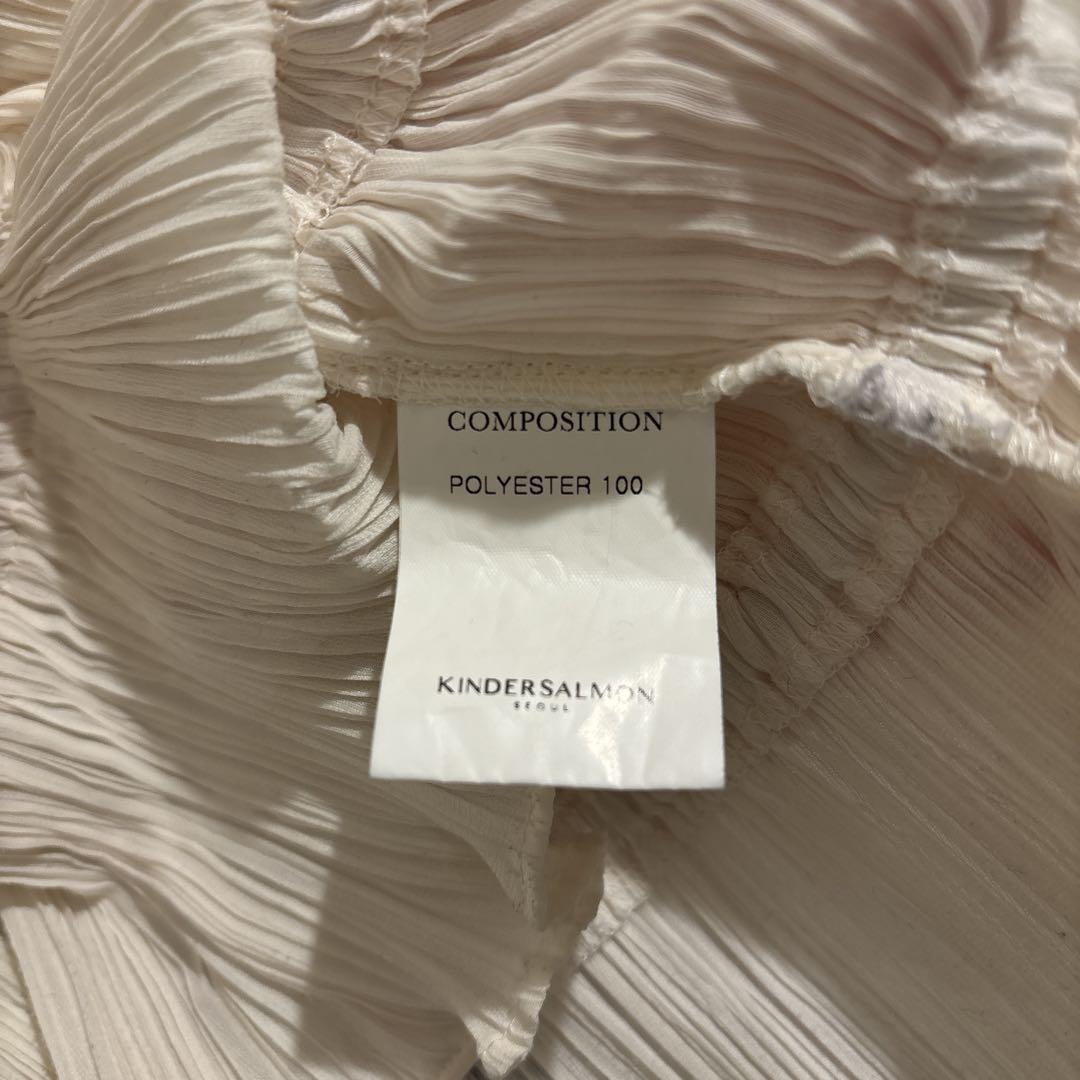 COMPOSITION
POLYESTER 100
KINDERSALMON
SEOUL